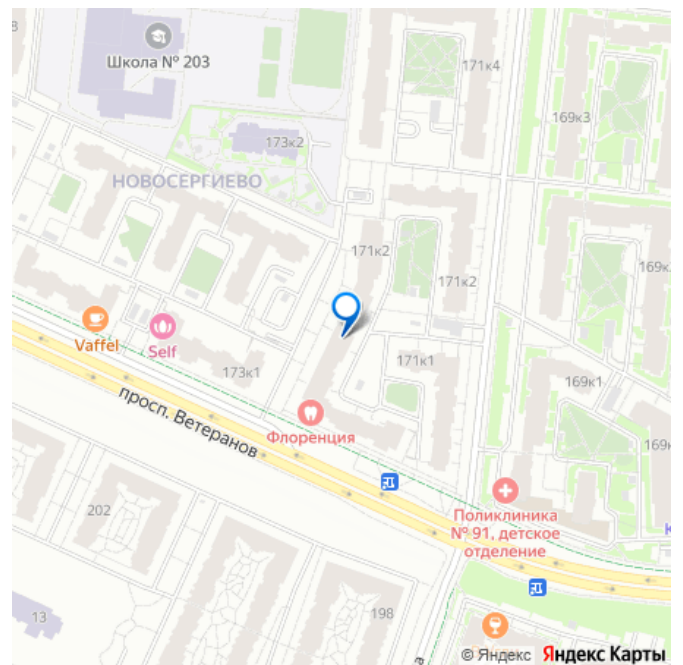 Школа № 203
171к4
169к3
173к2
НОВОСЕРГИЕВО
171к2
171к2
169к
Vaffel
Self
173к1
171к1
169к1
просп. Ветеранов
Флоренция
169к
Поликлиника
№ 91, детское
отделение
202
198
13
© Яндекс Яндекс Карты